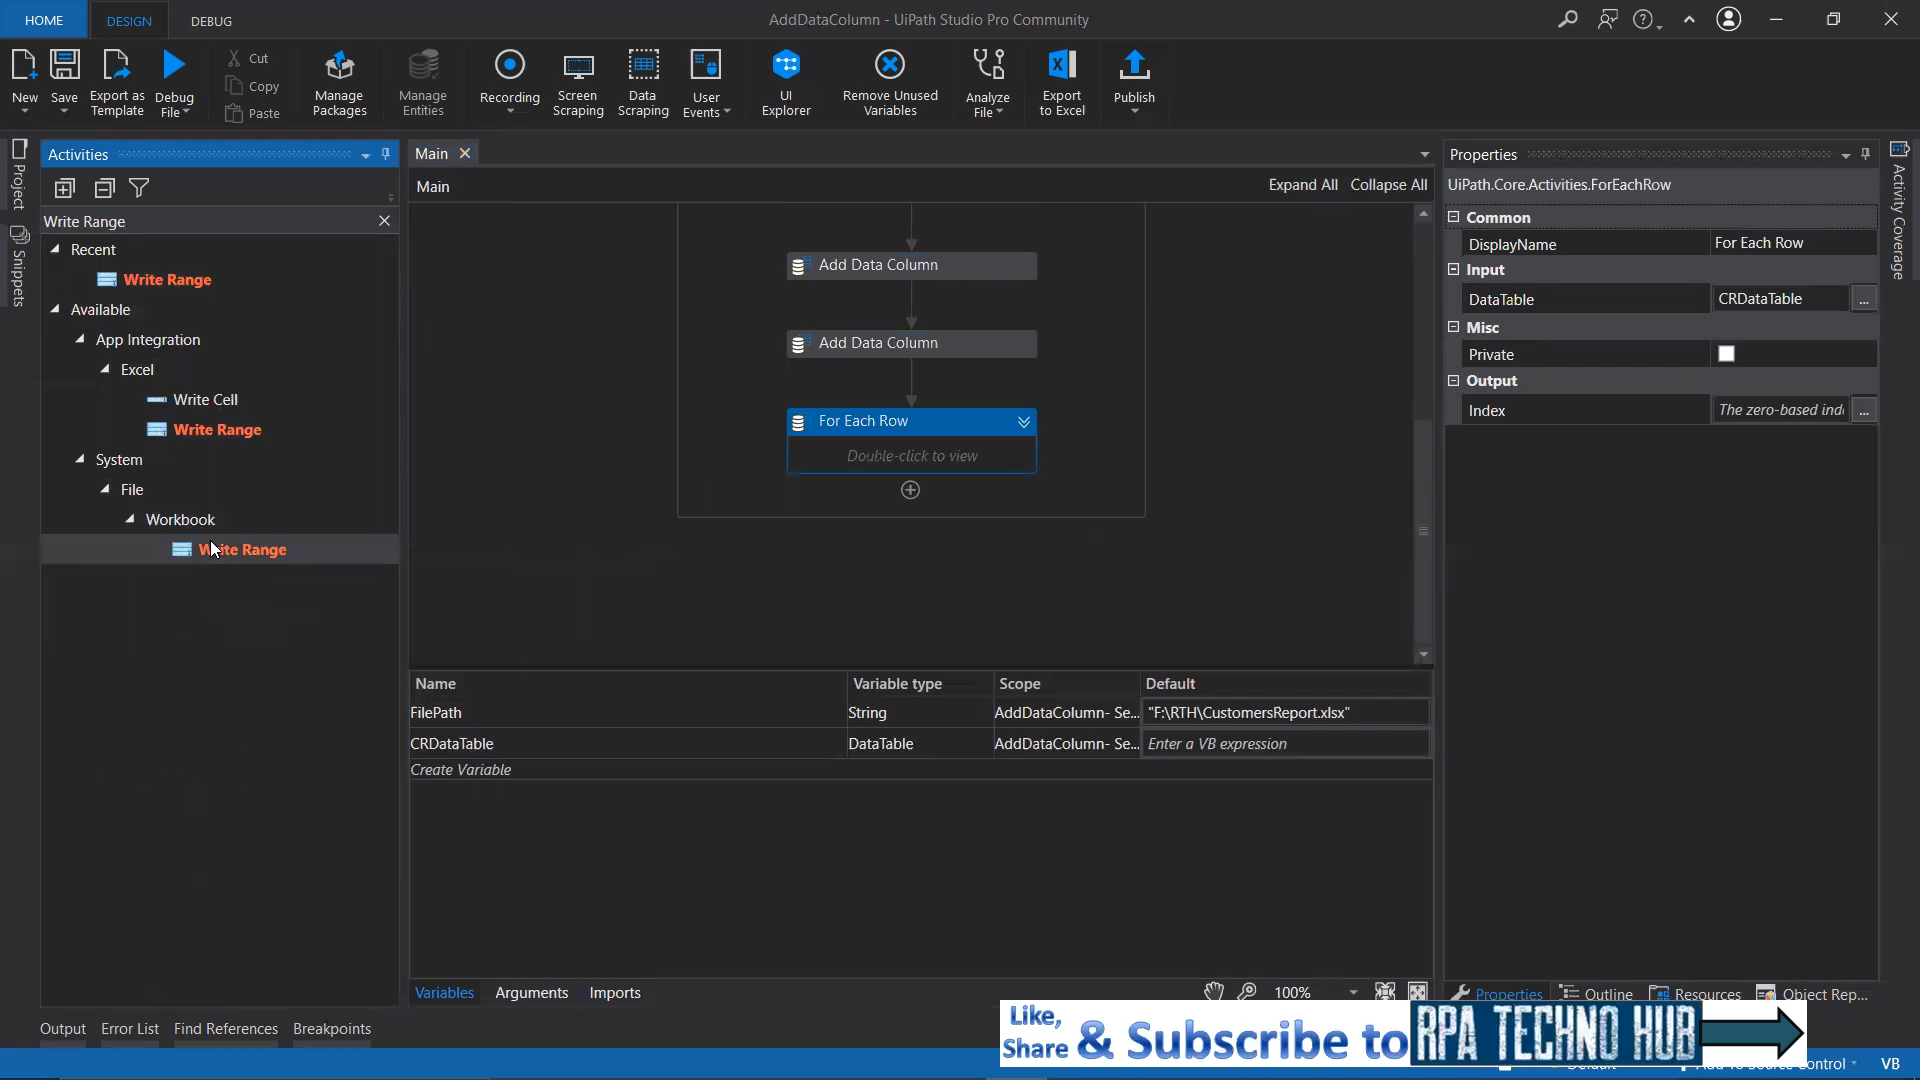 HOME
DESIGN
DEBUG
AddDataColumn - UiPath Studio Pro Community
New
Save
Export as Template
Debug File
Cut
Copy
Paste
Manage Packages
Manage Entities
Recording
Screen Scraping
Data Scraping
User Events
UI Explorer
Remove Unused Variables
Analyze File
Export to Excel
Publish
Project
Snippets
Activities
Write Range
Recent
Write Range
Available
App Integration
Excel
Write Cell
Write Range
System
File
Workbook
Write Range
Main
Main
Expand All Collapse All
Add Data Column
Add Data Column
For Each Row
Double-click to view
Name Variable type Scope Default
FilePath String AddDataColumn- Se... "F:\RTH\CustomersReport.xlsx"
CRDataTable DataTable AddDataColumn- Se... Enter a VB expression
Create Variable
Variables Arguments Imports
100%
Properties
UiPath.Core.Activities.ForEachRow
Common
DisplayName For Each Row
Input
DataTable CRDataTable ...
Misc
Private
Output
Index The zero-based ind ...
Activity Coverage
Properties Outline Resources Object Rep...
Output Error List Find References Breakpoints
Like, Share & Subscribe to RPA TECHNO HUB
VB